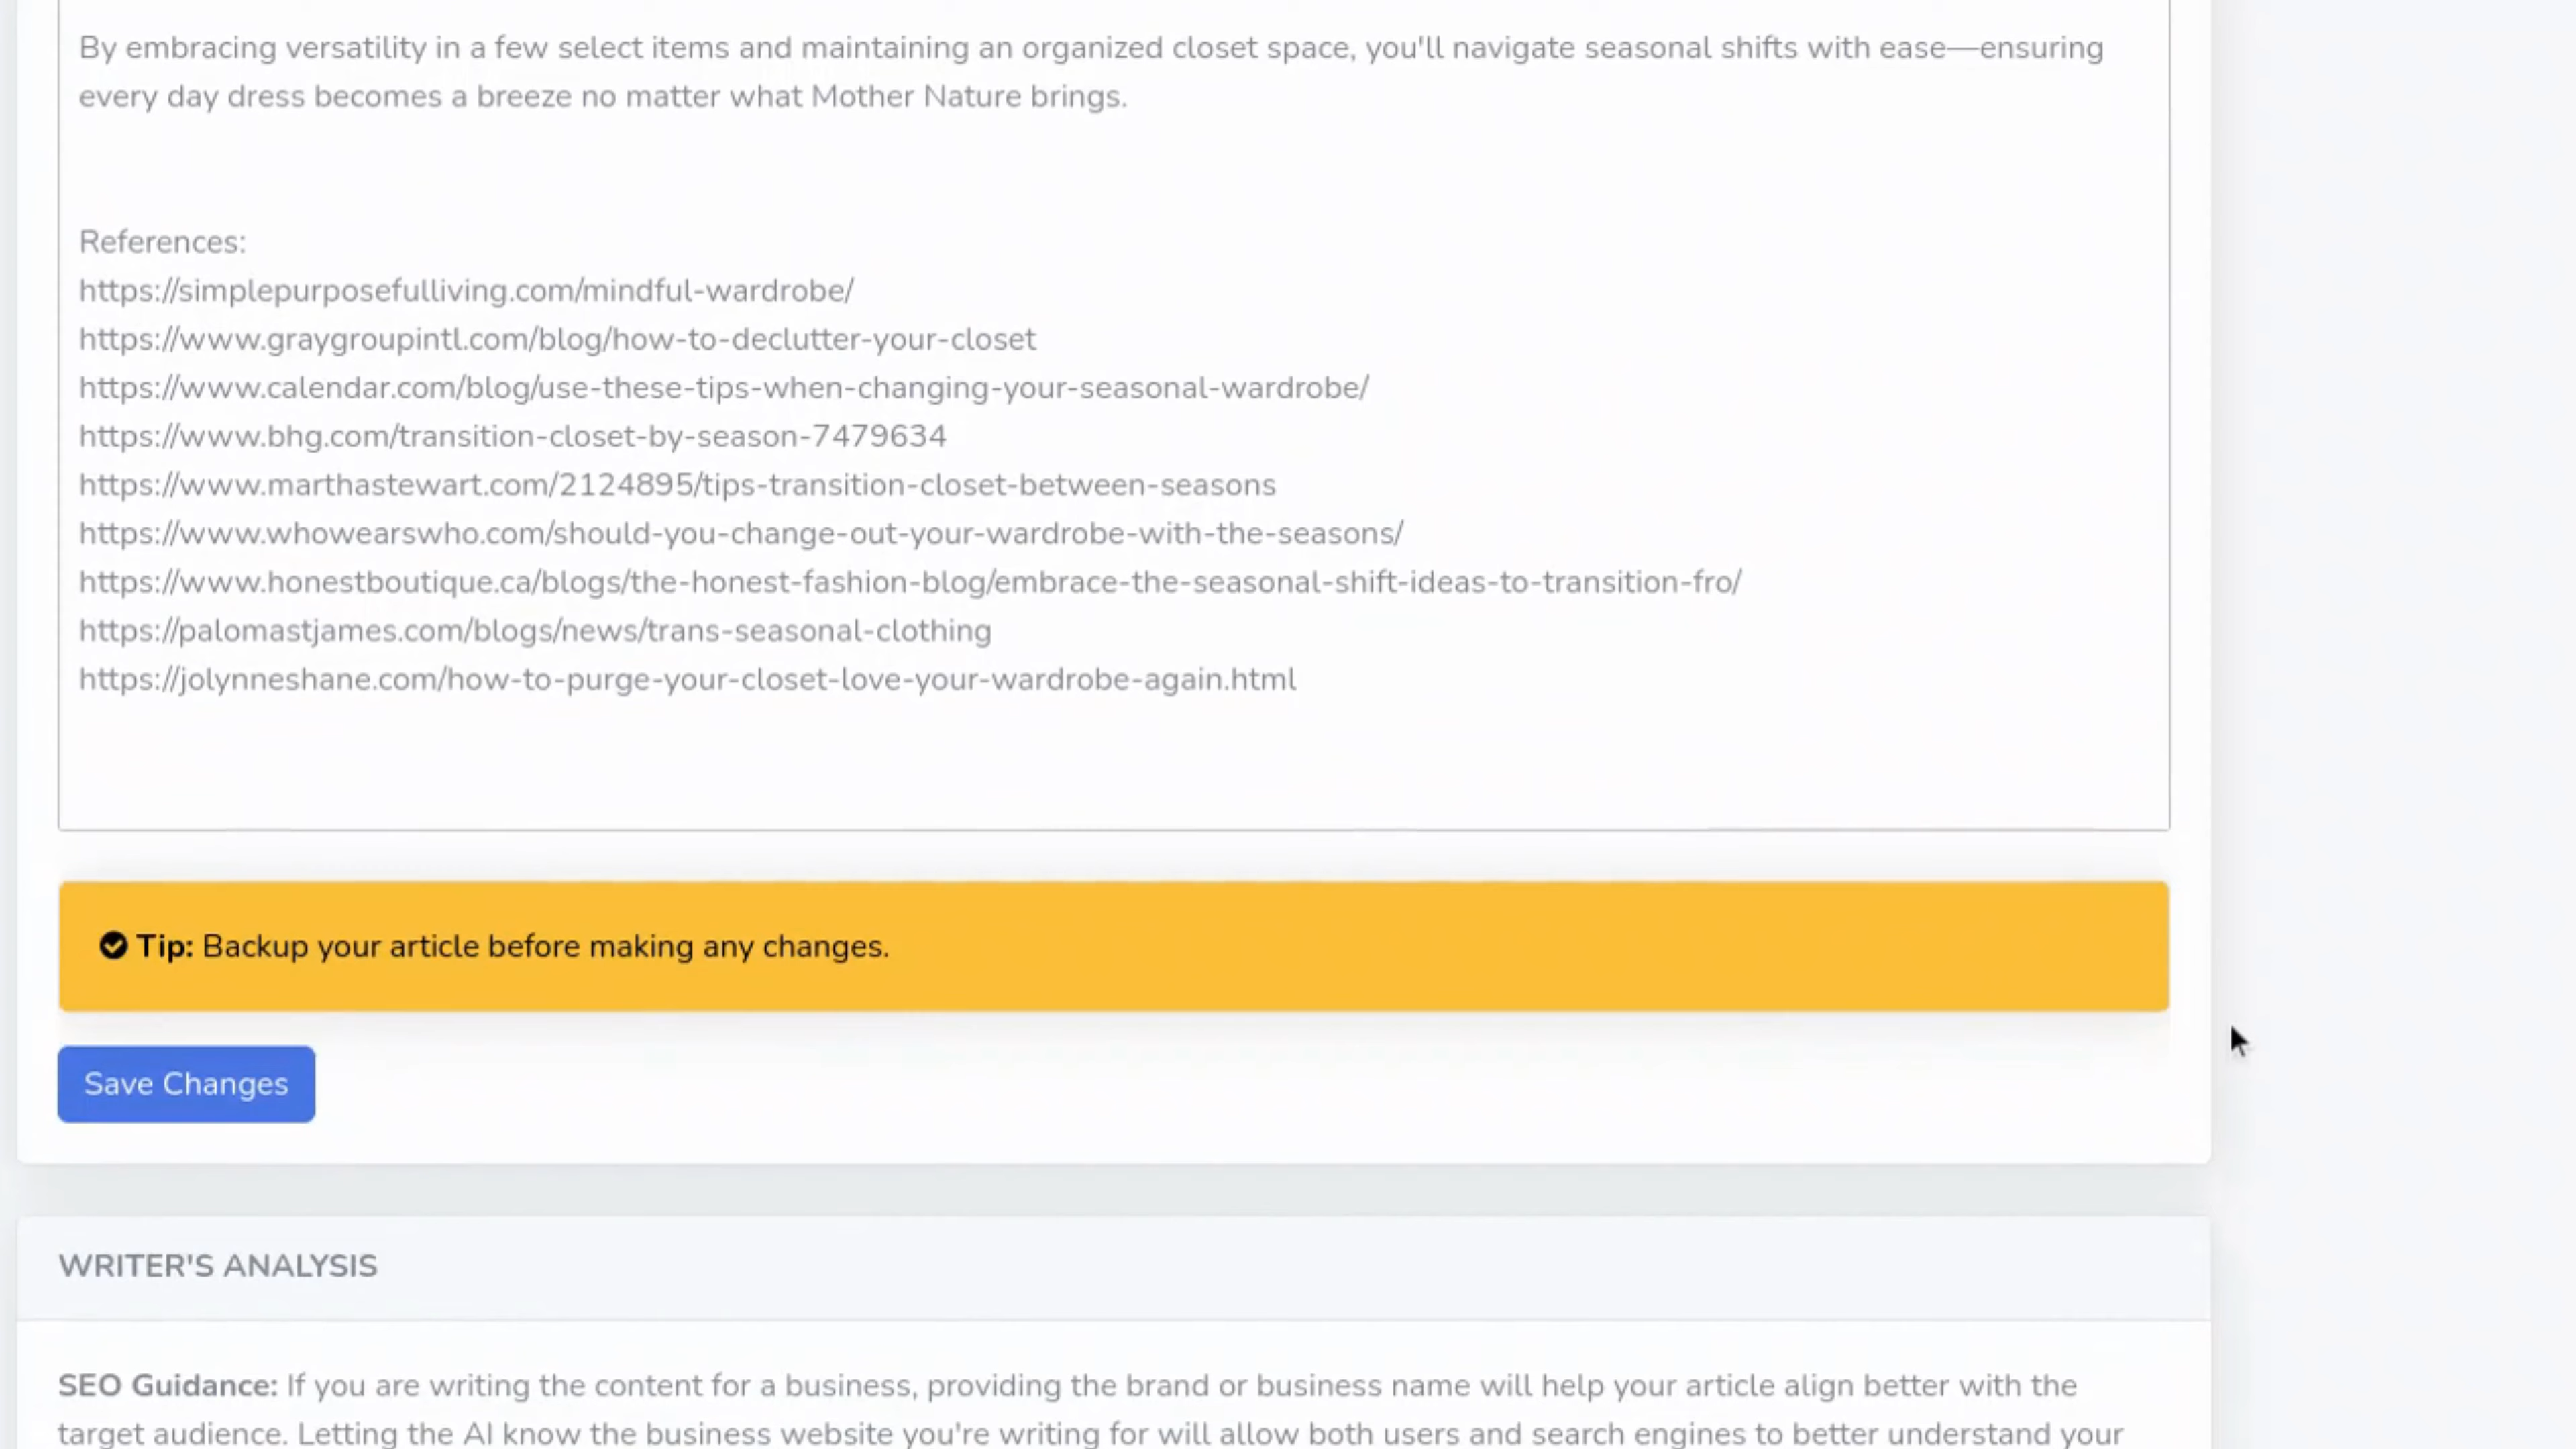 By embracing versatility in a few select items and maintaining an organized closet space, you'll navigate seasonal shifts with ease—ensuring
every day dress becomes a breeze no matter what Mother Nature brings.
References:
https://simplepurposefulliving.com/mindful-wardrobe/
https://www.graygroupintl.com/blog/how-to-declutter-your-closet
https://www.calendar.com/blog/use-these-tips-when-changing-your-seasonal-wardrobe/
https://www.bhg.com/transition-closet-by-season-7479634
https://www.marthastewart.com/2124895/tips-transition-closet-between-seasons
https://www.whowearswho.com/should-you-change-out-your-wardrobe-with-the-seasons/
https://www.honestboutique.ca/blogs/the-honest-fashion-blog/embrace-the-seasonal-shift-ideas-to-transition-fro/
https://palomastjames.com/blogs/news/trans-seasonal-clothing
https://jolynneshane.com/how-to-purge-your-closet-love-your-wardrobe-again.html
Tip: Backup your article before making any changes.
Save Changes
WRITER'S ANALYSIS
SEO Guidance: If you are writing the content for a business, providing the brand or business name will help your article align better with the
target audience. Letting the AI know the business website you're writing for will allow both users and search engines to better understand your